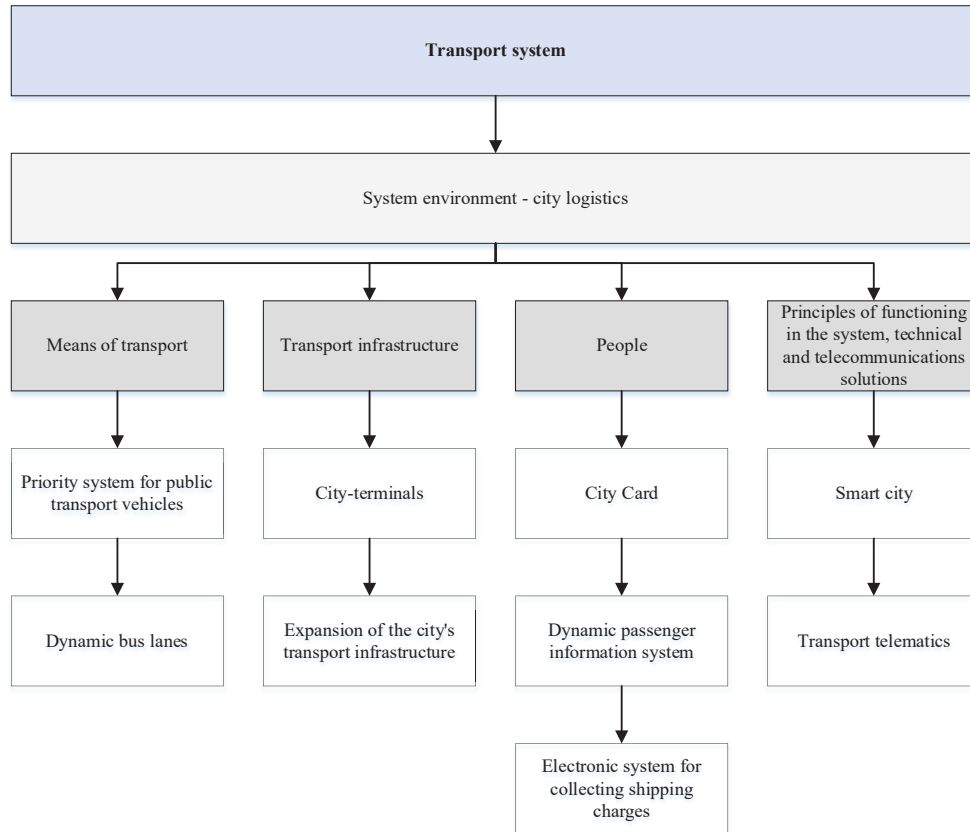 Transport system
System environment - city logistics
Means of transport
Transport infrastructure
People
Principles of functioning
in the system, technical
and telecommunications
solutions
Priority system for public
transport vehicles
City-terminals
City Card
Smart city
Dynamic bus lanes
Expansion of the city's
transport infrastructure
Dynamic passenger
information system
Transport telematics
Electronic system for
collecting shipping
charges